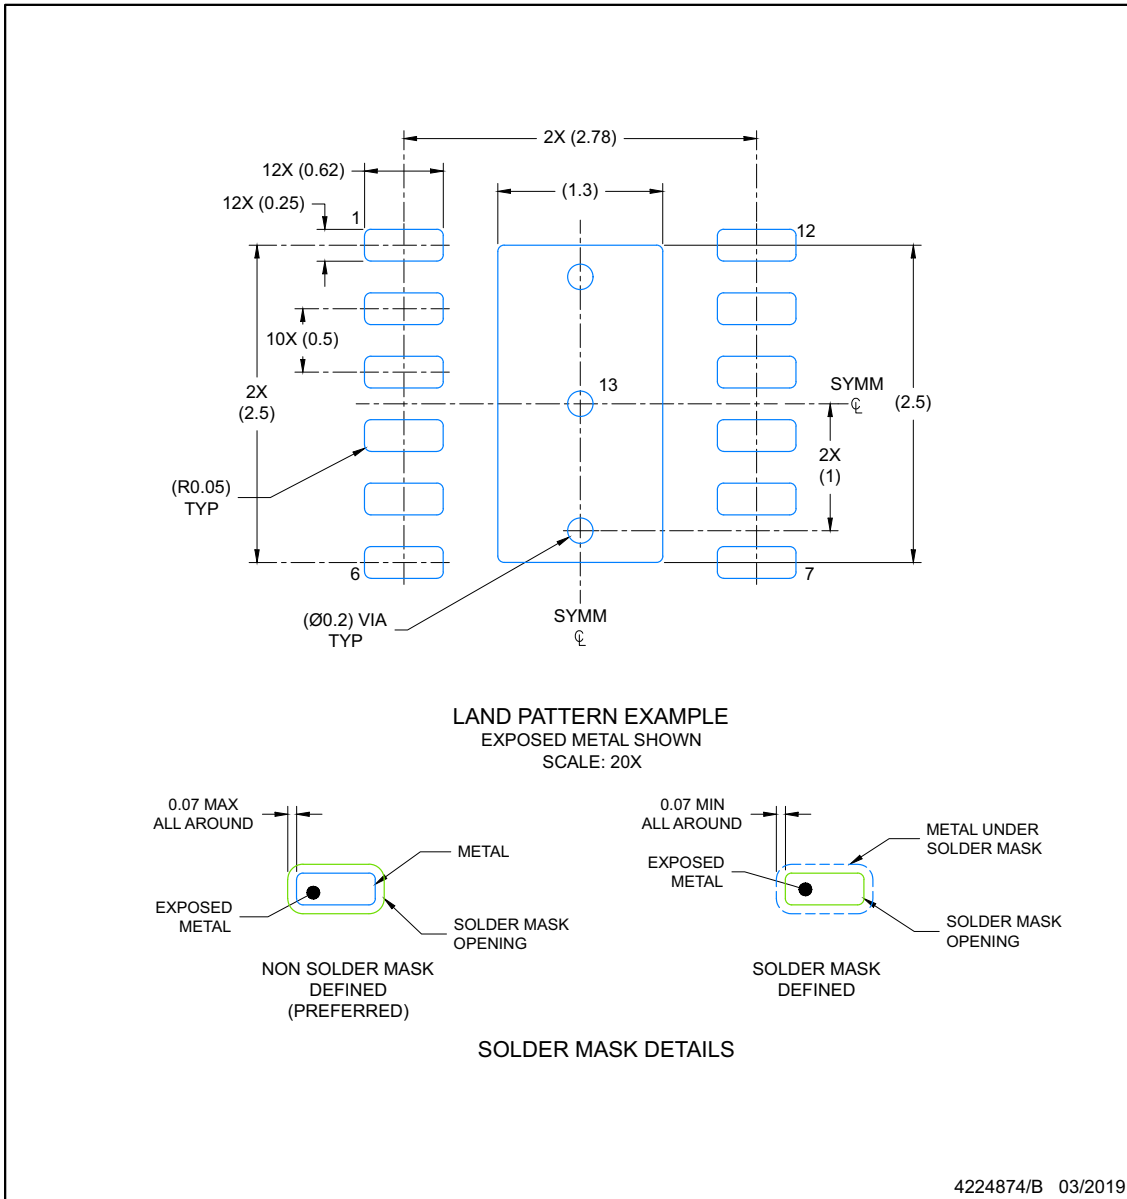 2X (2.78)
12X (0.62)
(1.3)
12X (0.25)
1
12
10X (0.5)
13
SYMM
℄
2X
(2.5)
(2.5)
2X
(1)
(R0.05)
TYP
6
7
(Ø0.2) VIA
TYP
SYMM
℄
LAND PATTERN EXAMPLE
EXPOSED METAL SHOWN
SCALE: 20X
0.07 MAX
ALL AROUND
METAL
EXPOSED
METAL
SOLDER MASK
OPENING
NON SOLDER MASK
DEFINED
(PREFERRED)
0.07 MIN
ALL AROUND
METAL UNDER
SOLDER MASK
EXPOSED
METAL
SOLDER MASK
OPENING
SOLDER MASK
DEFINED
SOLDER MASK DETAILS
4224874/B 03/2019